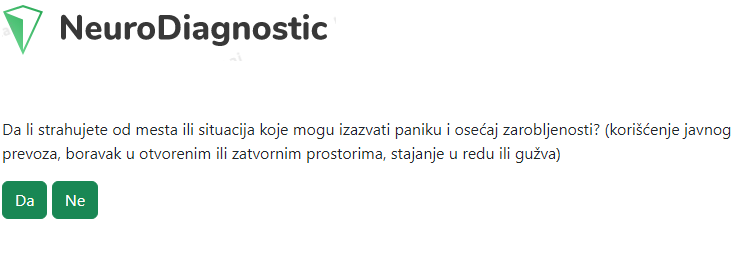 NeuroDiagnostic
Da li strahujete od mesta ili situacija koje mogu izazvati paniku i osećaj zarobljenosti? (korišćenje javnog
prevoza, boravak u otvorenim ili zatvornim prostorima, stajanje u redu ili gužva)
Da Ne